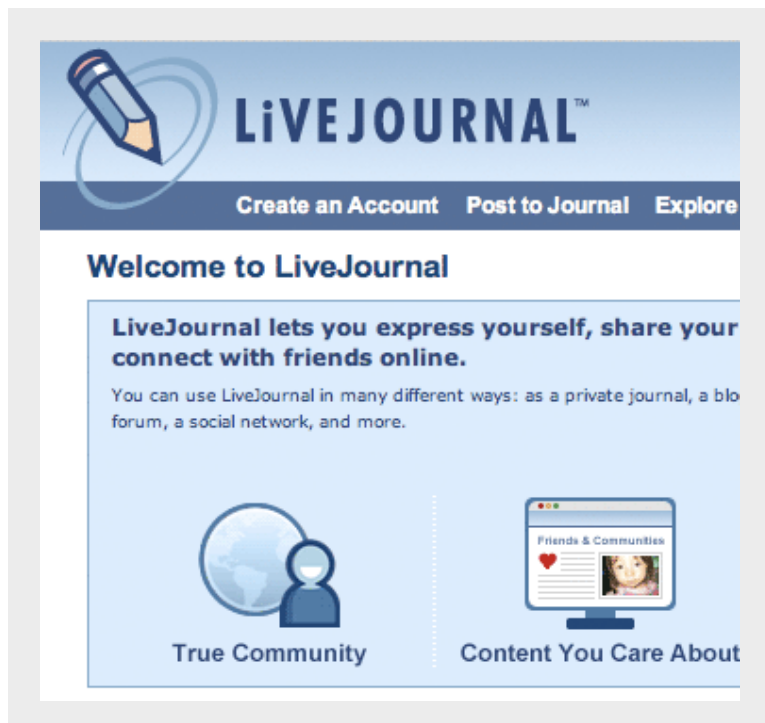 LiVEJOURNAL™
Create an Account Post to Journal Explore
Welcome to LiveJournal
LiveJournal lets you express yourself, share your
connect with friends online.
You can use LiveJournal in many different ways: as a private journal, a blo
forum, a social network, and more.
Friends & Communities
True Community
Content You Care About